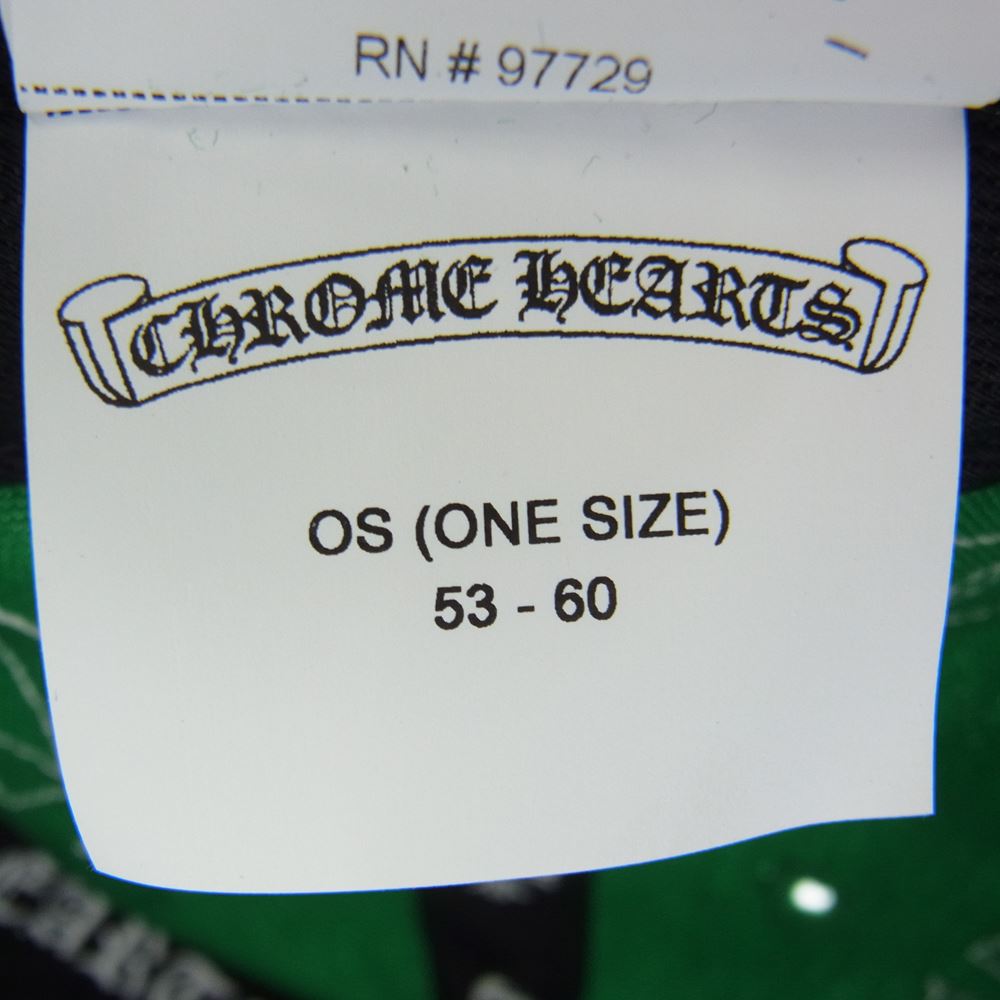 RN # 97729
CHROME HEARTS
OS (ONE SIZE)
53 - 60